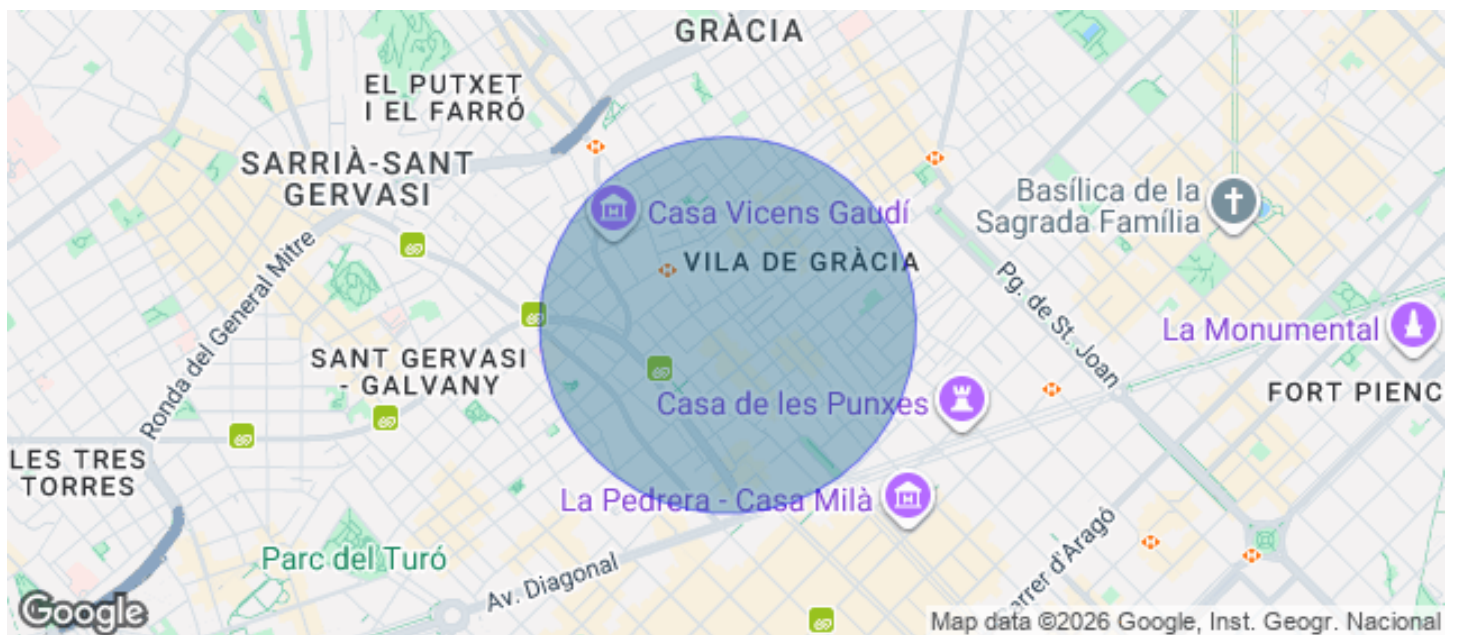 GRÀCIA
EL PUTXET
I EL FARRÓ
SARRIÀ-SANT
GERVASI
Casa Vicens Gaudí
Basílica de la
Sagrada Família
VILA DE GRÀCIA
Ronda del General Mitre
Pg. de St. Joan
La Monumental
SANT GERVASI
- GALVANY
Casa de les Punxes
FORT PIENC
LES TRES
TORRES
La Pedrera - Casa Milà
Parc del Turó
Av. Diagonal
Carrer d'Aragó
Google
Map data ©2026 Google, Inst. Geogr. Nacional